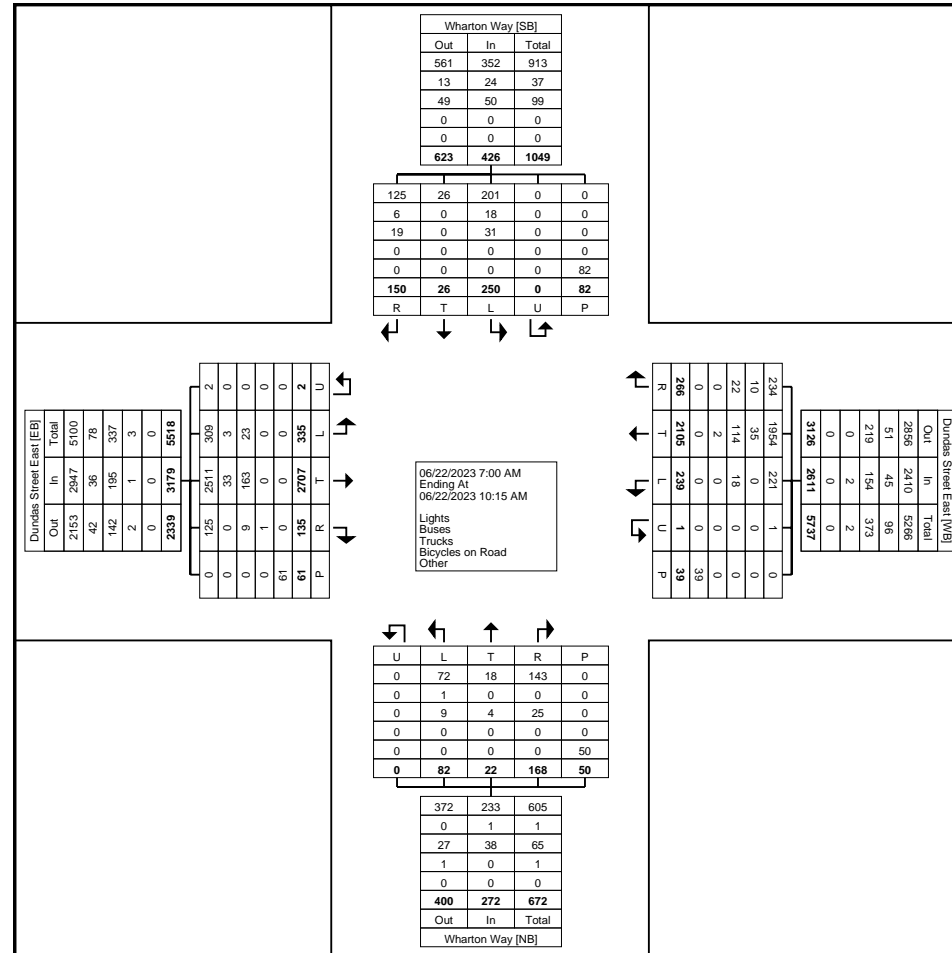 Wharton Way [SB]
Out In Total
561 352 913
13 24 37
49 50 99
0 0 0
0 0 0
623 426 1049
125 26 201 0 0
6 0 18 0 0
19 0 31 0 0
0 0 0 0 0
0 0 0 0 82
150 26 250 0 82
R T L U P
Dundas Street East [EB]
Total In Out
5100 2947 2153
78 36 42
337 195 142
3 1 2
0 0 0
5518 3179 2339
2 309 2511 125 0
0 3 33 0 0
0 23 163 9 0
0 0 0 1 0
0 0 0 0 61
2 335 2707 135 61
U L T R P
06/22/2023 7:00 AM
Ending At
06/22/2023 10:15 AM
Lights
Buses
Trucks
Bicycles on Road
Other
Dundas Street East [WB]
Out In Total
2856 2410 5266
51 45 96
219 154 373
0 2 2
0 0 0
3126 2611 5737
234 1954 221 1 0
10 35 0 0 0
22 114 18 0 0
0 2 0 0 0
0 0 0 0 39
266 2105 239 1 39
R T L U P
U L T R P
0 72 18 143 0
0 1 0 0 0
0 9 4 25 0
0 0 0 0 0
0 0 0 0 50
0 82 22 168 50
372 233 605
0 1 1
27 38 65
1 0 1
0 0 0
400 272 672
Out In Total
Wharton Way [NB]